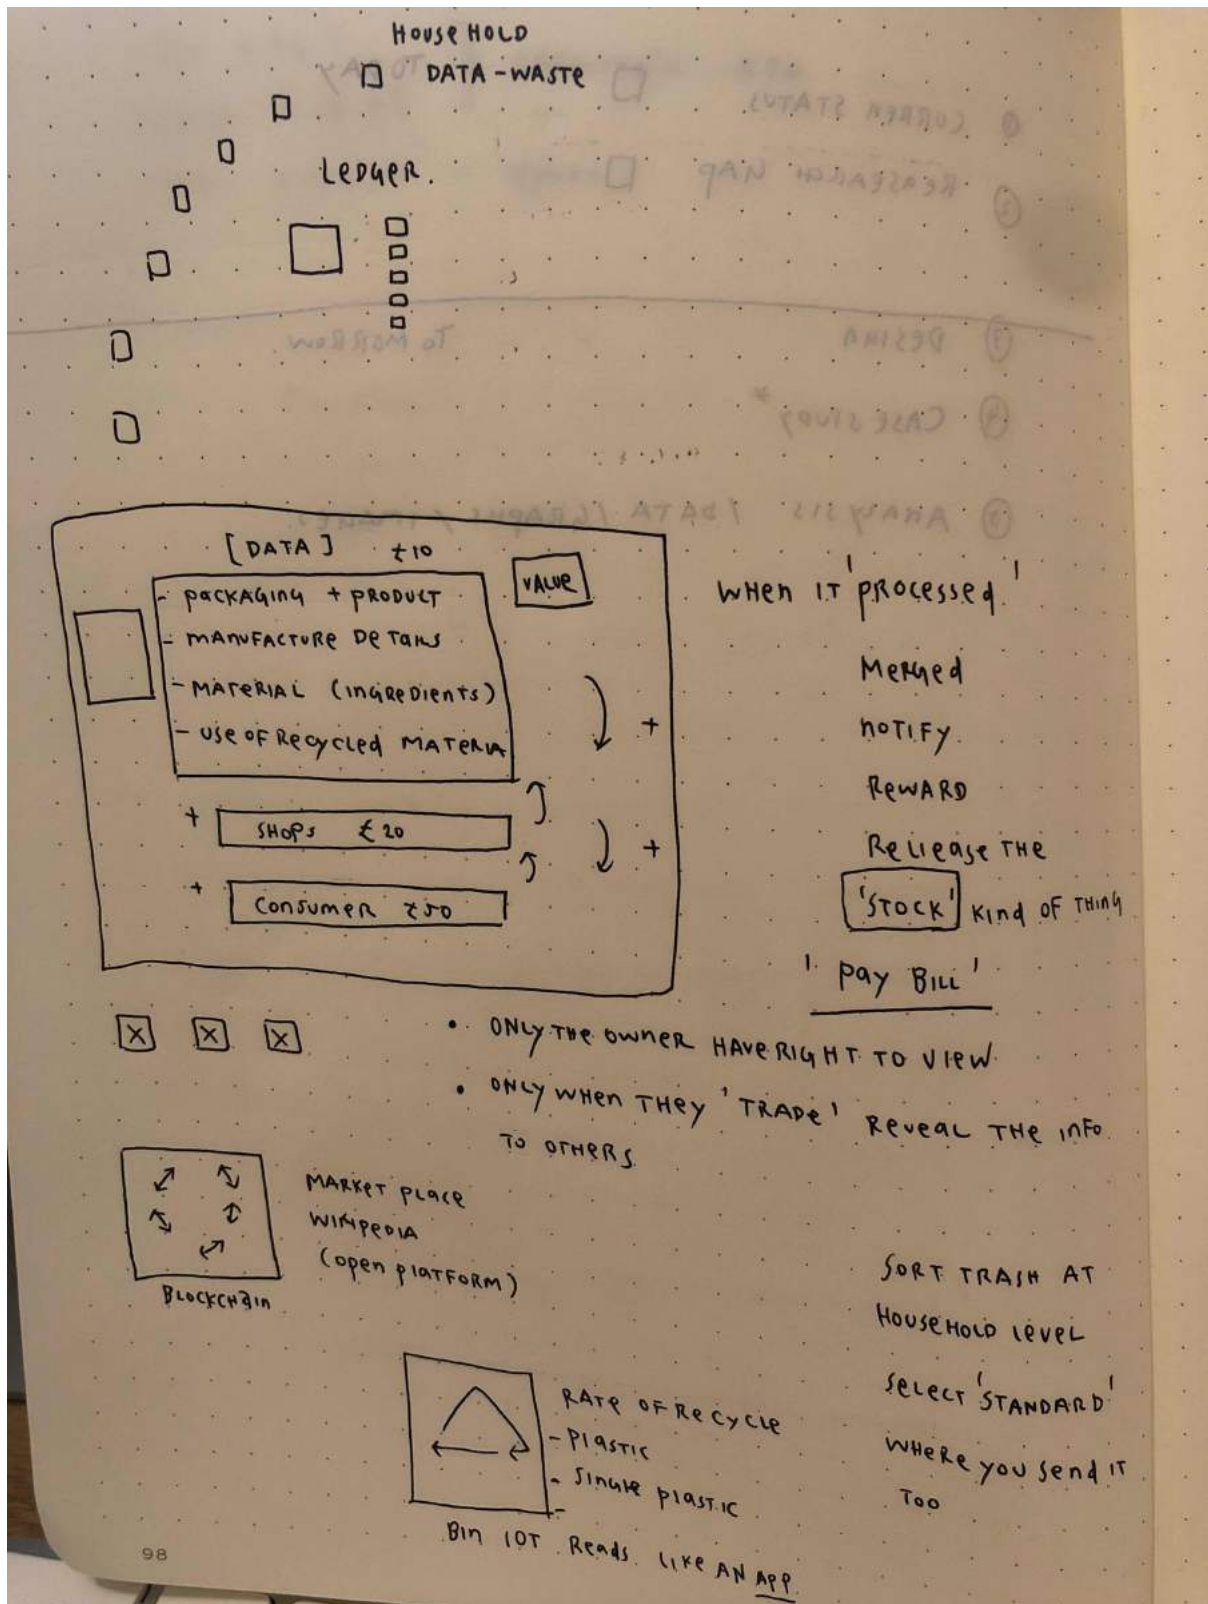 HOUSEHOLD
DATA-WASTE
LEDGER.
[DATA] £10
VALUE
- PACKAGING + PRODUCT
- MANUFACTURE DETAILS
- MATERIAL (INGREDIENTS)
- USE OF RECYCLED MATERIA
+
+ SHOPS £20
+
+ CONSUMER £50
WHEN IT 'PROCESSED'
MERGED
NOTIFY
REWARD
RELIEASE THE
'STOCK' KIND OF THING
'PAY BILL'
• ONLY THE OWNER HAVE RIGHT TO VIEW
• ONLY WHEN THEY 'TRADE' REVEAL THE INFO
TO OTHERS
MARKET PLACE
WIKIPEDIA
(OPEN PLATFORM)
BLOCKCHAIN
SORT TRASH AT
HOUSEHOLD LEVEL
SELECT 'STANDARD'
WHERE YOU SEND IT
TOO
RATE OF RECYCLE
- PLASTIC
- SINGLE PLASTIC
-
BIN IOT READS LIKE AN APP
98